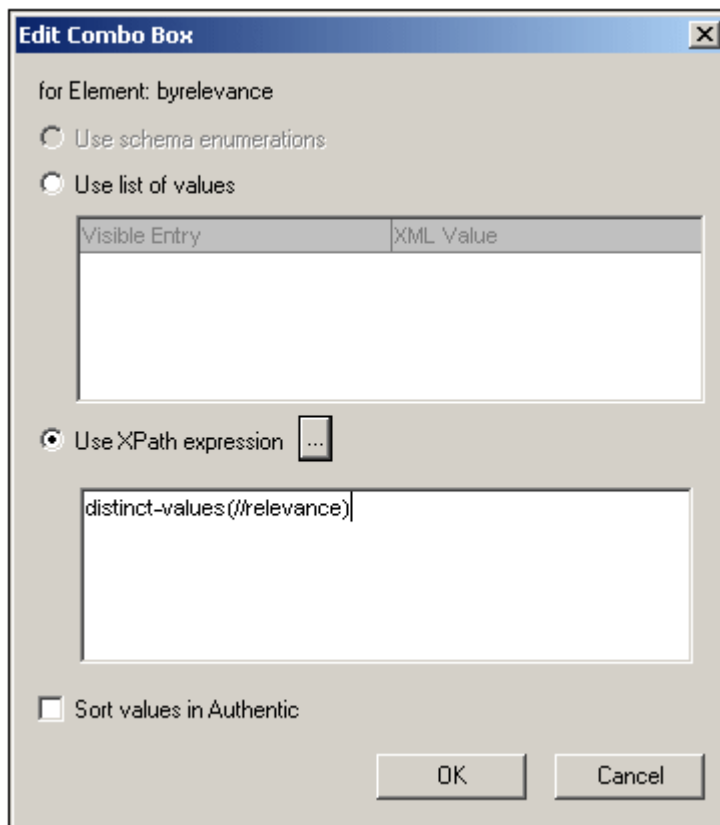 Edit Combo Box
for Element: byrelevance
Use schema enumerations
Use list of values
Visible Entry XML Value
Use XPath expression ...
distinct-values(//relevance)
Sort values in Authentic
OK Cancel